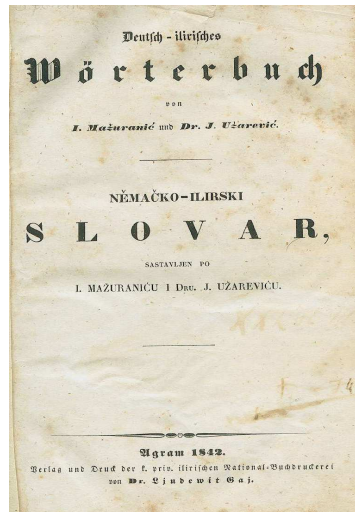 Deutsch - ilirisches
Wörterbuch
von
I. Mažuranić und Dr. J. Užarević.
NĚMAČKO-ILIRSKI
SLOVAR,
SASTAVLJEN PO
I. MAŽURANIĆU I DRU. J. UŽAREVIĆU.
Agram 1842.
Verlag und Druck der k. priv. ilirischen National-Buchdruckerei
von Dr. Ljudewit Gaj.